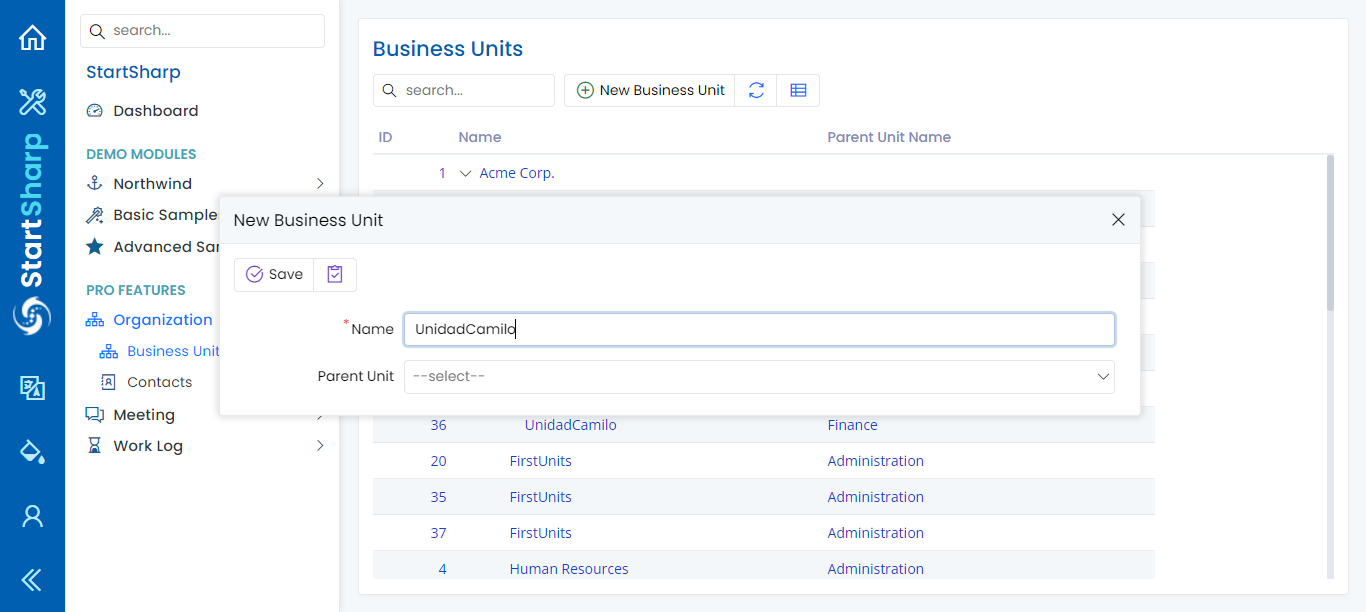 StartSharp
search...
StartSharp
Dashboard
DEMO MODULES
Northwind
Basic Sample
Advanced Sa
PRO FEATURES
Organization
Business Unit
Contacts
Meeting
Work Log
Business Units
search...
New Business Unit
ID Name Parent Unit Name
1 Acme Corp.
New Business Unit
Save
* Name UnidadCamilo
Parent Unit --select--
36 UnidadCamilo Finance
20 FirstUnits Administration
35 FirstUnits Administration
37 FirstUnits Administration
4 Human Resources Administration